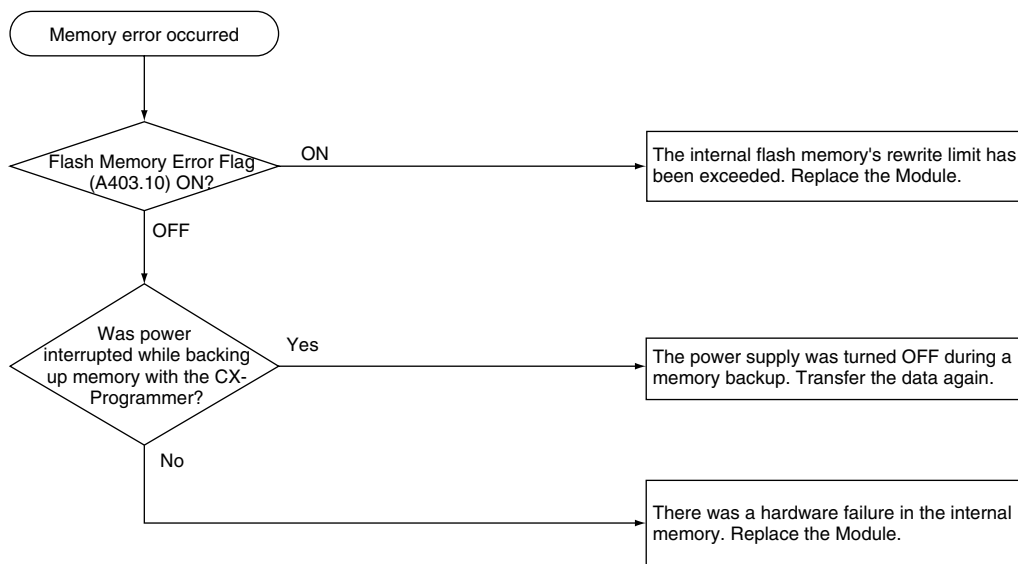 Memory error occurred
Flash Memory Error Flag
(A403.10) ON?
ON
The internal flash memory's rewrite limit has
been exceeded. Replace the Module.
OFF
Was power
interrupted while backing
up memory with the CX-
Programmer?
Yes
The power supply was turned OFF during a
memory backup. Transfer the data again.
No
There was a hardware failure in the internal
memory. Replace the Module.